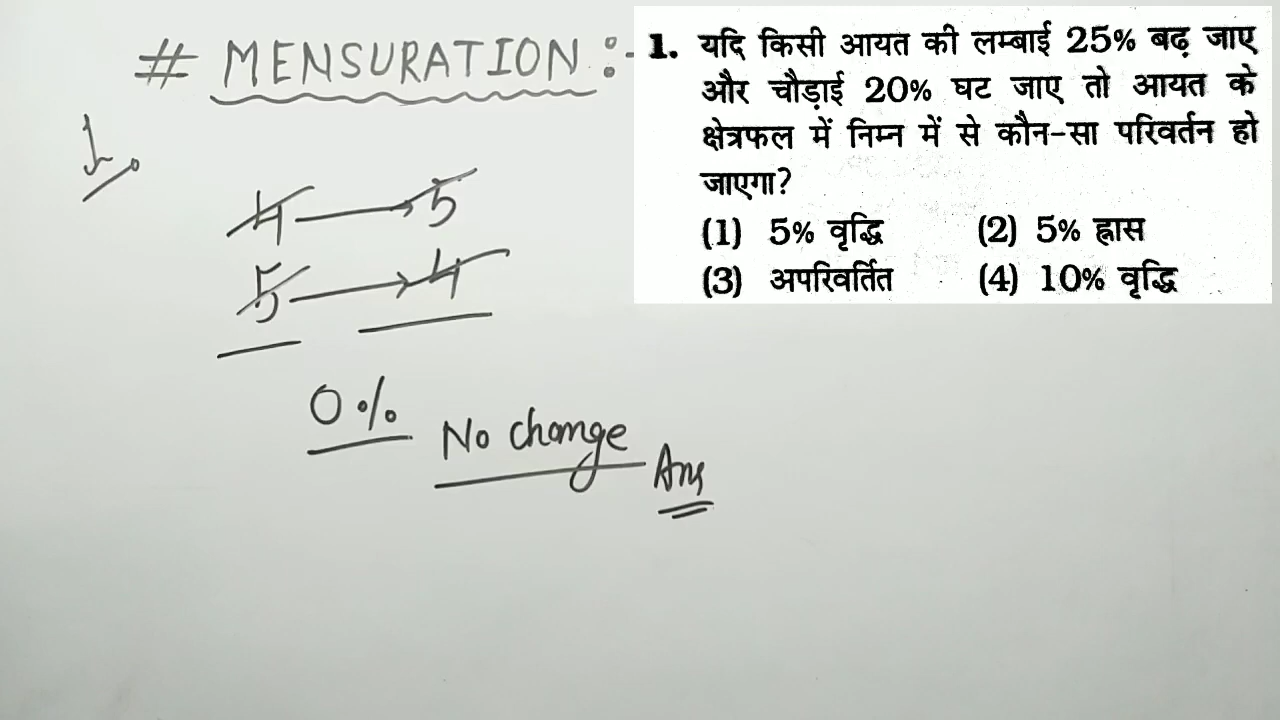 # MENSURATION :-
1. यदि किसी आयत की लम्बाई 25% बढ़ जाए
और चौड़ाई 20% घट जाए तो आयत के
क्षेत्रफल में निम्न में से कौन-सा परिवर्तन हो
जाएगा?
(1) 5% वृद्धि (2) 5% ह्रास
(3) अपरिवर्तित (4) 10% वृद्धि
1.
4 → 5
5 → 4
0%
No change
Ans